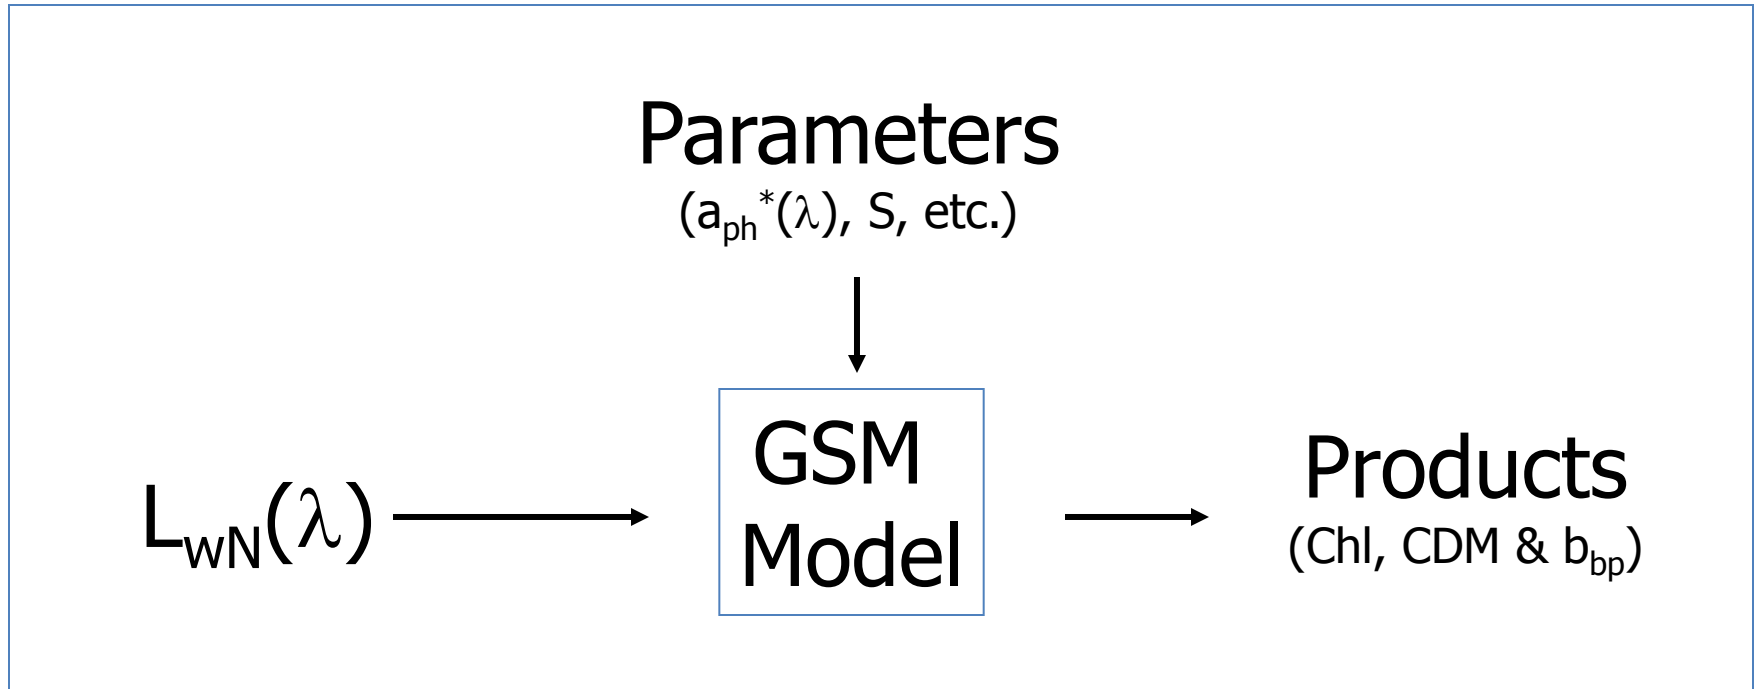 Parameters
(aph*(λ), S, etc.)
GSM
Model
LwN(λ)
Products
(Chl, CDM & bbp)